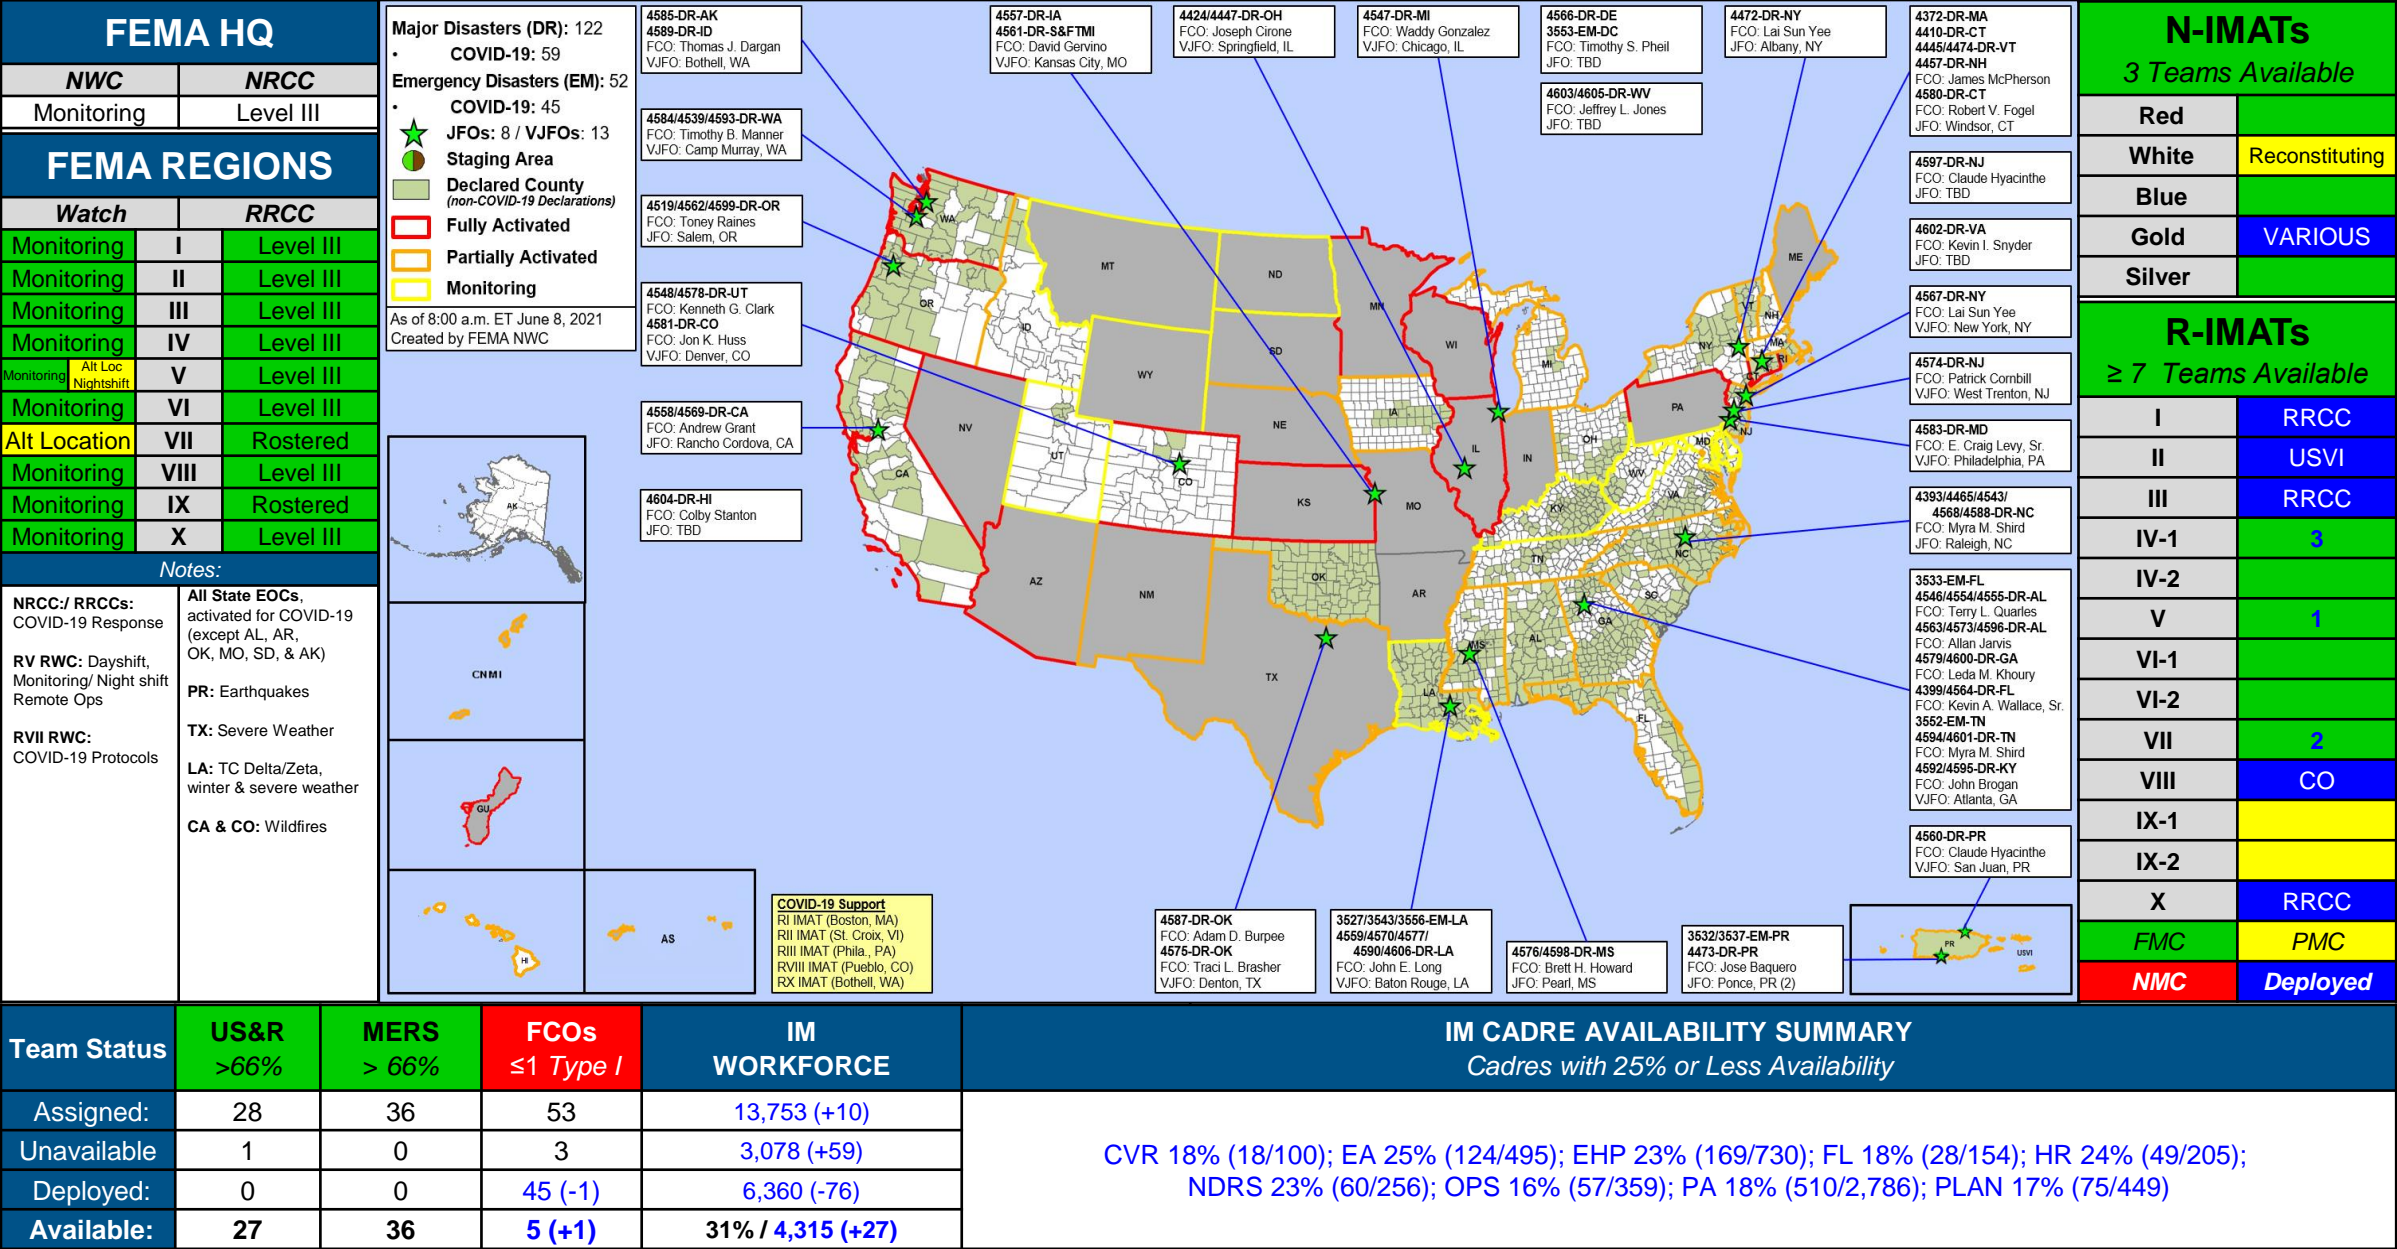 FEMA HQ
NWC NRCC
Monitoring Level III
FEMA REGIONS
Watch RRCC
Monitoring I Level III
Monitoring II Level III
Monitoring III Level III
Monitoring IV Level III
Monitoring Alt Loc Nightshift V Level III
Monitoring VI Level III
Alt Location VII Rostered
Monitoring VIII Level III
Monitoring IX Rostered
Monitoring X Level III
Notes:
NRCC:/ RRCCs:
COVID-19 Response
RV RWC: Dayshift,
Monitoring/ Night shift
Remote Ops
RVII RWC:
COVID-19 Protocols
All State EOCs,
activated for COVID-19
(except AL, AR,
OK, MO, SD, & AK)
PR: Earthquakes
TX: Severe Weather
LA: TC Delta/Zeta,
winter & severe weather
CA & CO: Wildfires
Major Disasters (DR): 122
• COVID-19: 59
Emergency Disasters (EM): 52
• COVID-19: 45
JFOs: 8 / VJFOs: 13
Staging Area
Declared County
(non-COVID-19 Declarations)
Fully Activated
Partially Activated
Monitoring
As of 8:00 a.m. ET June 8, 2021
Created by FEMA NWC
4585-DR-AK
4589-DR-ID
FCO: Thomas J. Dargan
VJFO: Bothell, WA
4584/4539/4593-DR-WA
FCO: Timothy B. Manner
VJFO: Camp Murray, WA
4519/4562/4599-DR-OR
FCO: Toney Raines
JFO: Salem, OR
4548/4578-DR-UT
FCO: Kenneth G. Clark
4581-DR-CO
FCO: Jon K. Huss
VJFO: Denver, CO
4558/4569-DR-CA
FCO: Andrew Grant
JFO: Rancho Cordova, CA
4604-DR-HI
FCO: Colby Stanton
JFO: TBD
4557-DR-IA
4561-DR-S&FTMI
FCO: David Gervino
VJFO: Kansas City, MO
4424/4447-DR-OH
FCO: Joseph Cirone
VJFO: Springfield, IL
4547-DR-MI
FCO: Waddy Gonzalez
VJFO: Chicago, IL
4566-DR-DE
3553-EM-DC
FCO: Timothy S. Pheil
JFO: TBD
4603/4605-DR-WV
FCO: Jeffrey L. Jones
JFO: TBD
4472-DR-NY
FCO: Lai Sun Yee
JFO: Albany, NY
4372-DR-MA
4410-DR-CT
4445/4474-DR-VT
4457-DR-NH
FCO: James McPherson
4580-DR-CT
FCO: Robert V. Fogel
JFO: Windsor, CT
4597-DR-NJ
FCO: Claude Hyacinthe
JFO: TBD
4602-DR-VA
FCO: Kevin I. Snyder
JFO: TBD
4567-DR-NY
FCO: Lai Sun Yee
VJFO: New York, NY
4574-DR-NJ
FCO: Patrick Cornbill
VJFO: West Trenton, NJ
4583-DR-MD
FCO: E. Craig Levy, Sr.
VJFO: Philadelphia, PA
4393/4465/4543/
4568/4588-DR-NC
FCO: Myra M. Shird
JFO: Raleigh, NC
3533-EM-FL
4546/4554/4555-DR-AL
FCO: Terry L. Quarles
4563/4573/4596-DR-AL
FCO: Allan Jarvis
4579/4600-DR-GA
FCO: Leda M. Khoury
4399/4564-DR-FL
FCO: Kevin A. Wallace, Sr.
3552-EM-TN
4594/4601-DR-TN
FCO: Myra M. Shird
4592/4595-DR-KY
FCO: John Brogan
VJFO: Atlanta, GA
4560-DR-PR
FCO: Claude Hyacinthe
VJFO: San Juan, PR
WA
OR
ID
MT
ND
MN
SD
WY
NE
IA
WI
MI
NV
UT
CO
CA
KS
MO
IL
IN
OH
KY
WV
VA
MD
PA
NJ
NY
CT
RI
MA
NH
VT
ME
AZ
NM
OK
AR
TN
NC
SC
GA
AL
MS
LA
TX
FL
AK
CNMI
GU
HI
AS
PR
USVI
COVID-19 Support
RI IMAT (Boston, MA)
RII IMAT (St. Croix, VI)
RIII IMAT (Phila., PA)
RVIII IMAT (Pueblo, CO)
RX IMAT (Bothell, WA)
4587-DR-OK
FCO: Adam D. Burpee
4575-DR-OK
FCO: Traci L. Brasher
VJFO: Denton, TX
3527/3543/3556-EM-LA
4559/4570/4577/
4590/4606-DR-LA
FCO: John E. Long
VJFO: Baton Rouge, LA
4576/4598-DR-MS
FCO: Brett H. Howard
JFO: Pearl, MS
3532/3537-EM-PR
4473-DR-PR
FCO: Jose Baquero
JFO: Ponce, PR (2)
N-IMATs
3 Teams Available
Red
White Reconstituting
Blue
Gold VARIOUS
Silver
R-IMATs
≥ 7 Teams Available
I RRCC
II USVI
III RRCC
IV-1 3
IV-2
V 1
VI-1
VI-2
VII 2
VIII CO
IX-1
IX-2
X RRCC
FMC PMC
NMC Deployed
Team Status
US&R
>66%
MERS
> 66%
FCOs
≤1 Type I
IM
WORKFORCE
Assigned: 28 36 53 13,753 (+10)
Unavailable 1 0 3 3,078 (+59)
Deployed: 0 0 45 (-1) 6,360 (-76)
Available: 27 36 5 (+1) 31% / 4,315 (+27)
IM CADRE AVAILABILITY SUMMARY
Cadres with 25% or Less Availability
CVR 18% (18/100); EA 25% (124/495); EHP 23% (169/730); FL 18% (28/154); HR 24% (49/205);
NDRS 23% (60/256); OPS 16% (57/359); PA 18% (510/2,786); PLAN 17% (75/449)